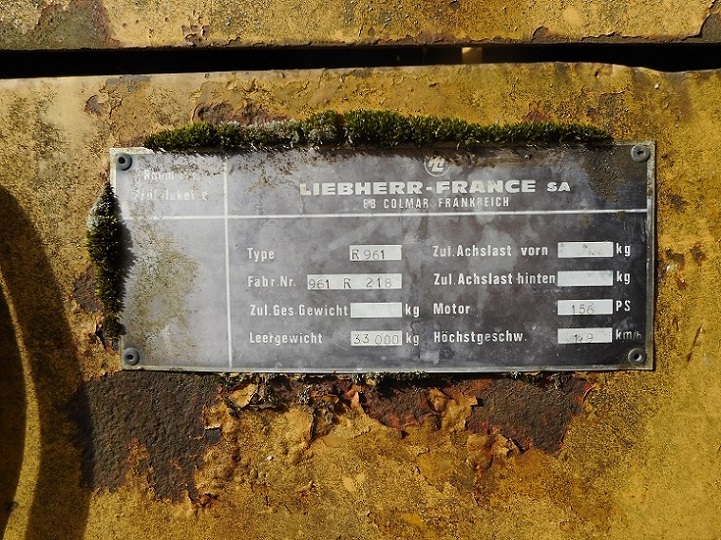 LIEBHERR-FRANCE SA
68 COLMAR FRANKREICH
Type R 961
Zul. Achslast vorn kg
Fabr. Nr. 961 R 218
Zul. Achslast hinten kg
Zul. Ges Gewicht kg
Motor 156 PS
Leergewicht 33 000 kg
Höchstgeschw. km/h